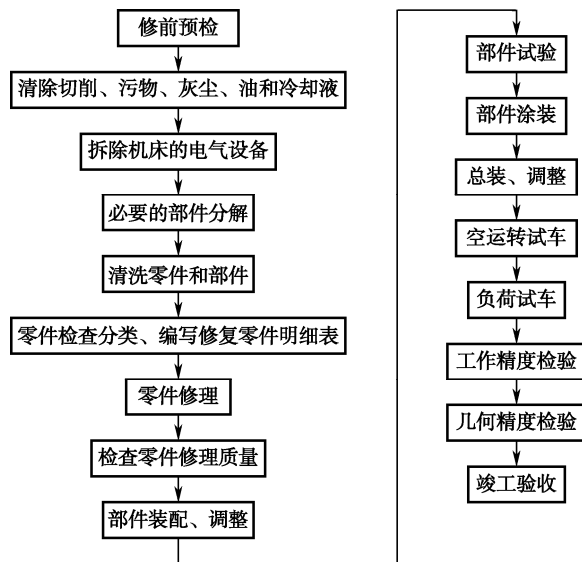 修前预检
清除切削、污物、灰尘、油和冷却液
拆除机床的电气设备
必要的部件分解
清洗零件和部件
零件检查分类、编写修复零件明细表
零件修理
检查零件修理质量
部件装配、调整
部件试验
部件涂装
总装、调整
空运转试车
负荷试车
工作精度检验
几何精度检验
竣工验收